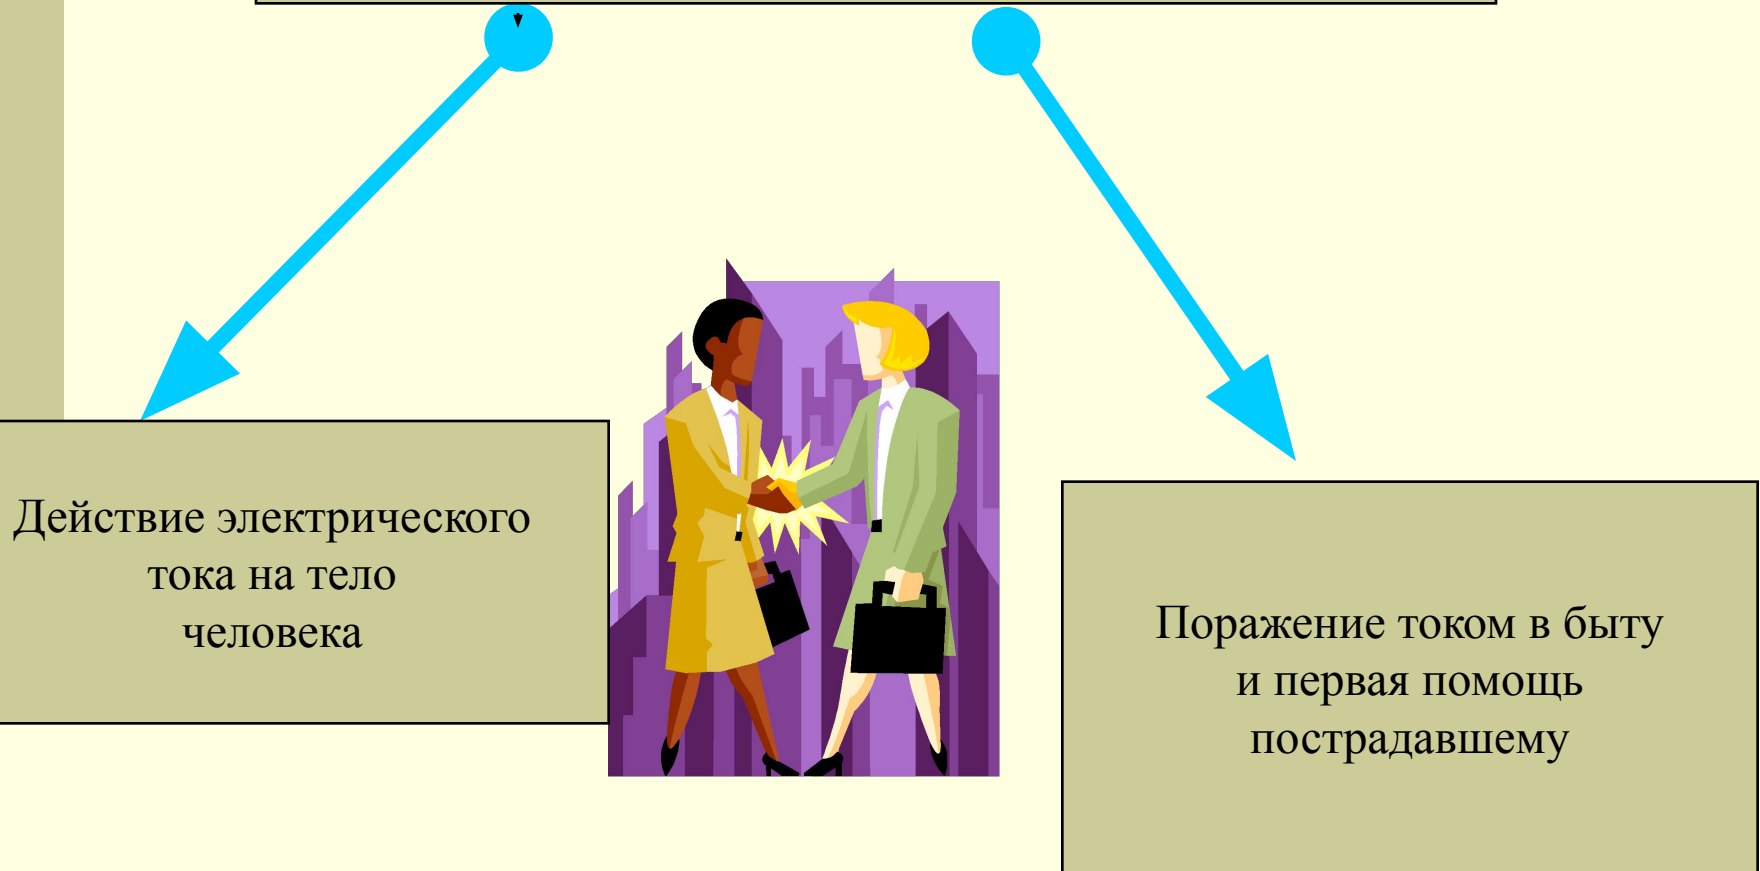 Действие электрического
тока на тело
человека
Поражение током в быту
и первая помощь
пострадавшему